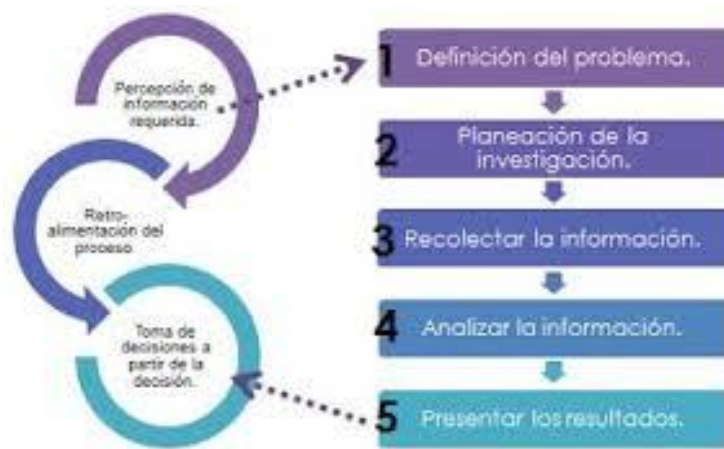 Percepción de
información
requerida.
Retro-
alimentación del
proceso
Toma de
decisiones a
partir de la
decisión.
1 Definición del problema.
2 Planeación de la
investigación.
3 Recolectar la información.
4 Analizar la información.
5 Presentar los resultados.